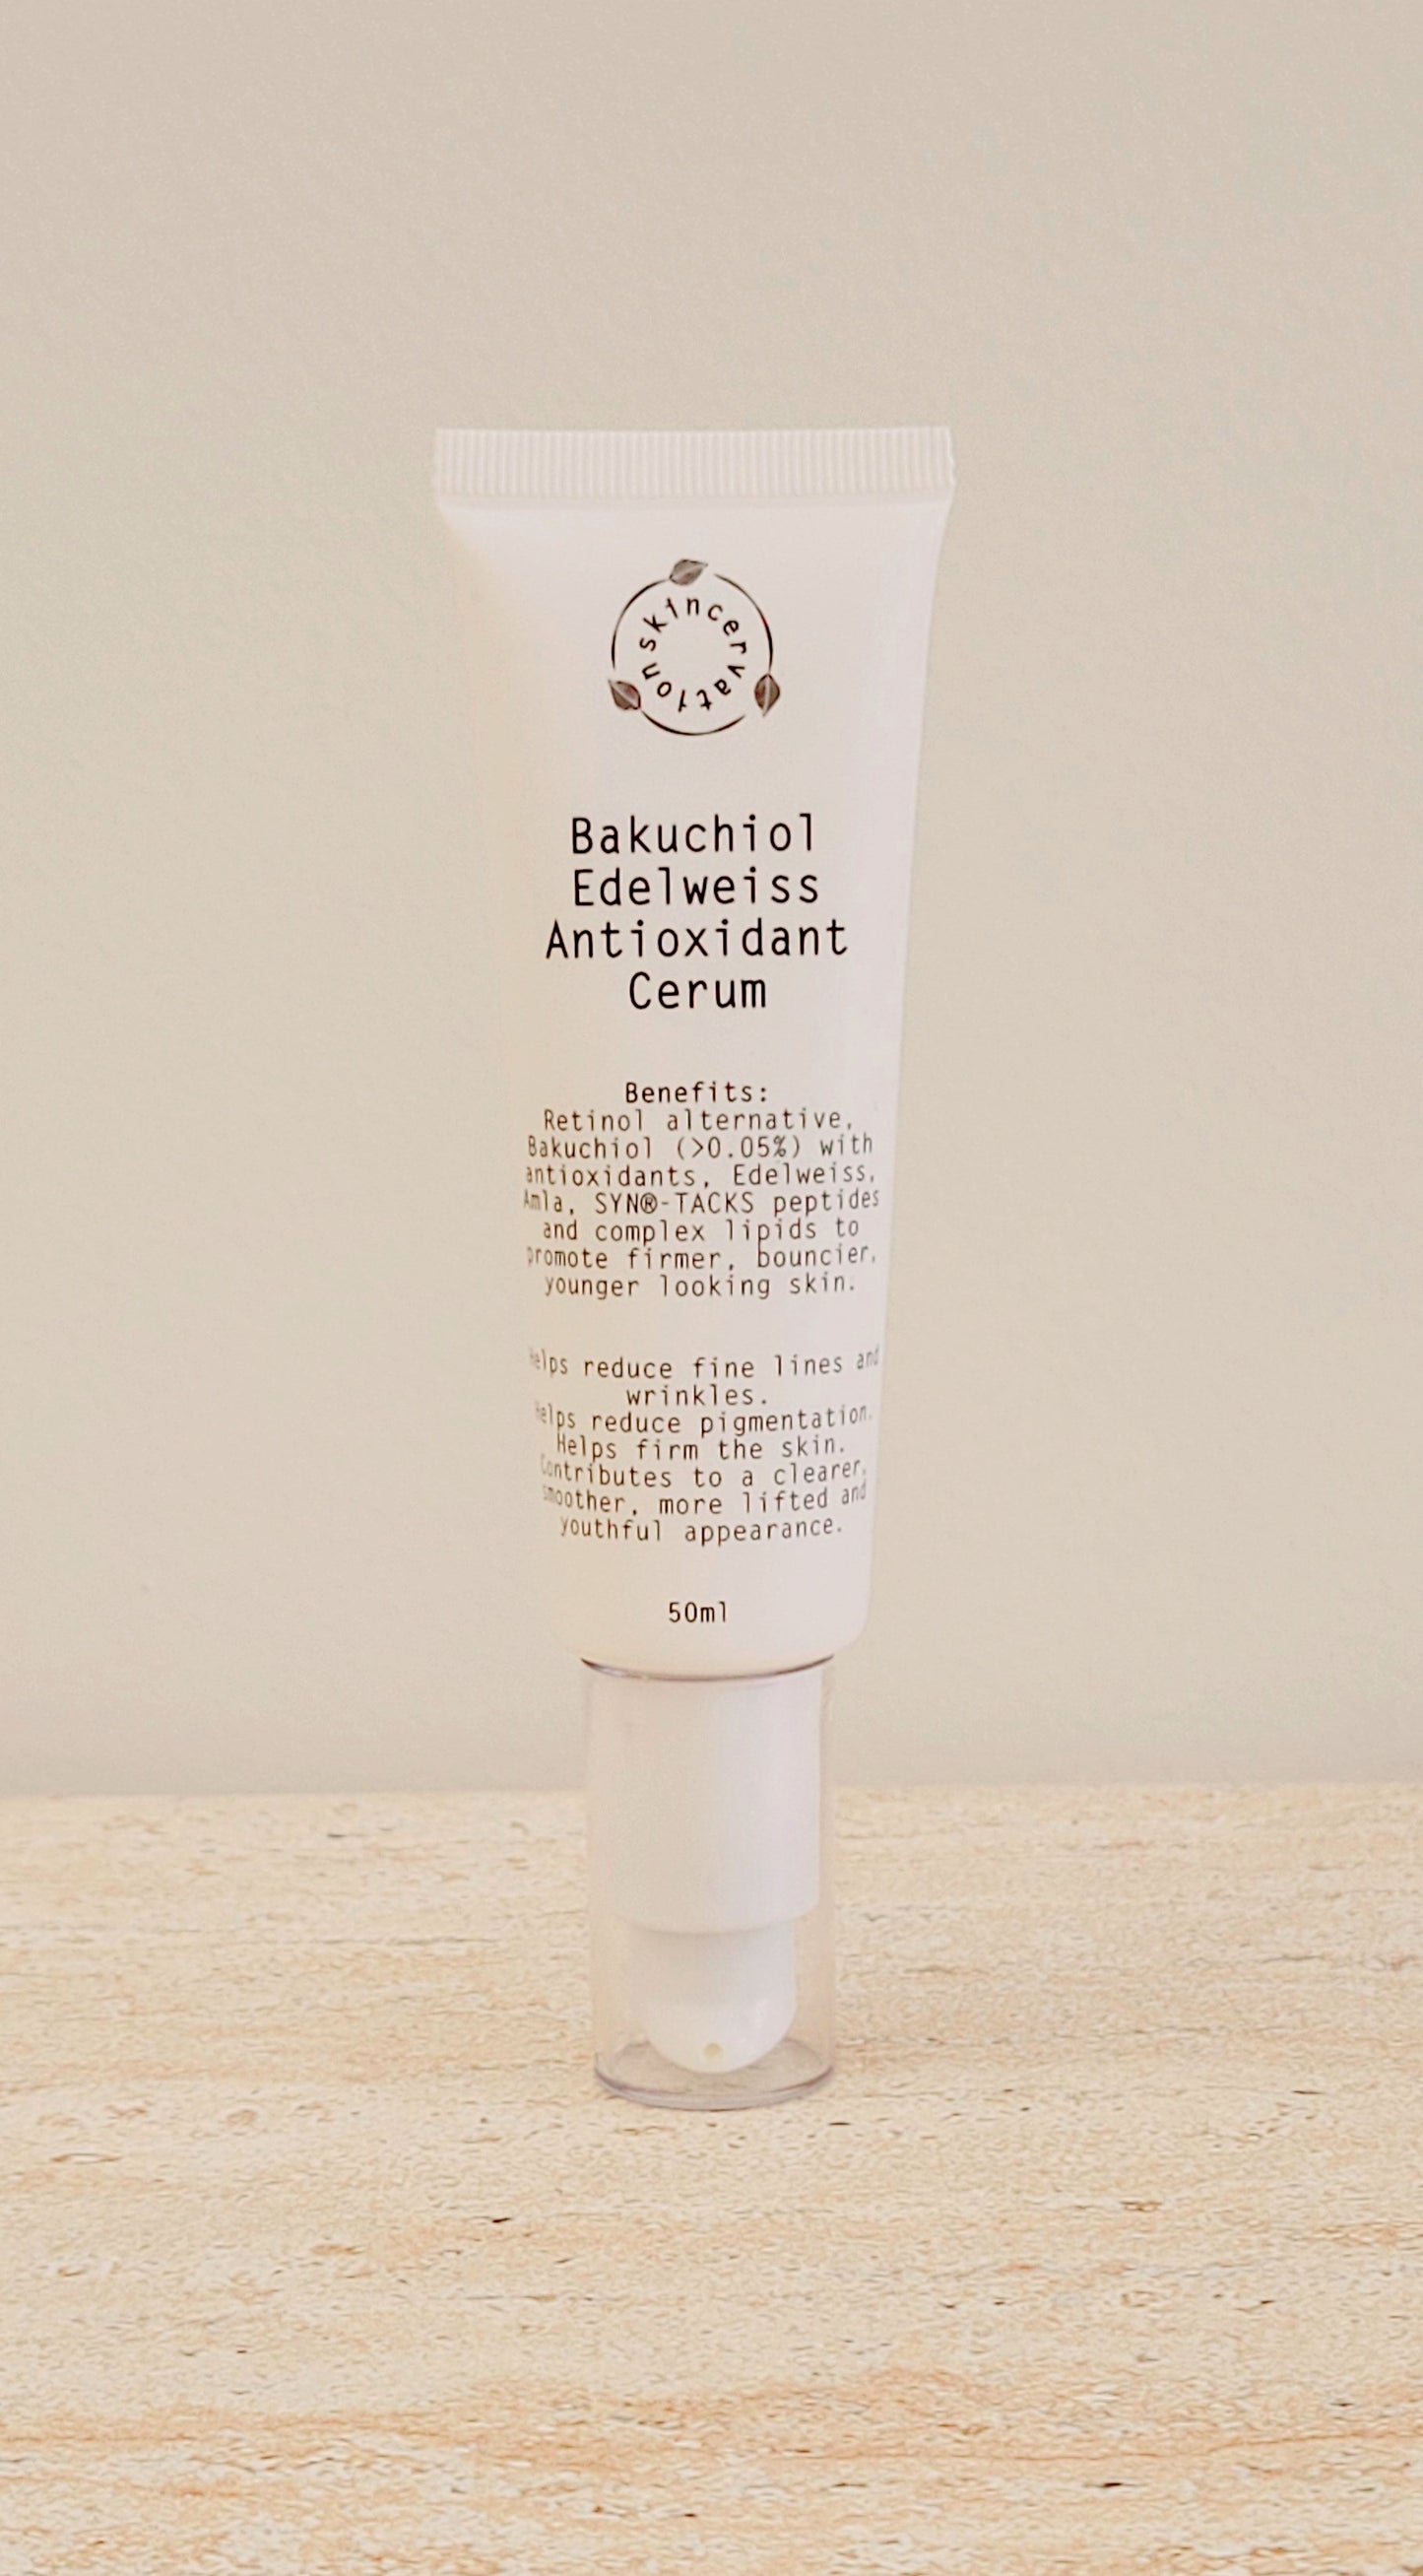 skincervation
Bakuchiol
Edelweiss
Antioxidant
Cerum
Benefits:
Retinol alternative,
Bakuchiol (>0.05%) with
antioxidants, Edelweiss,
Amla, SYN®-TACKS peptides
and complex lipids to
promote firmer, bouncier,
younger looking skin.
Helps reduce fine lines and
wrinkles.
Helps reduce pigmentation.
Helps firm the skin.
Contributes to a clearer,
smoother, more lifted and
youthful appearance.
50ml